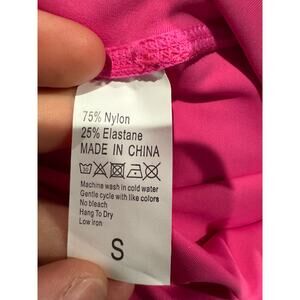 75% Nylon
25% Elastane
MADE IN CHINA
Machine wash in cold water
Gentle cycle with like colors
No bleach
Hang To Dry
Low iron
S